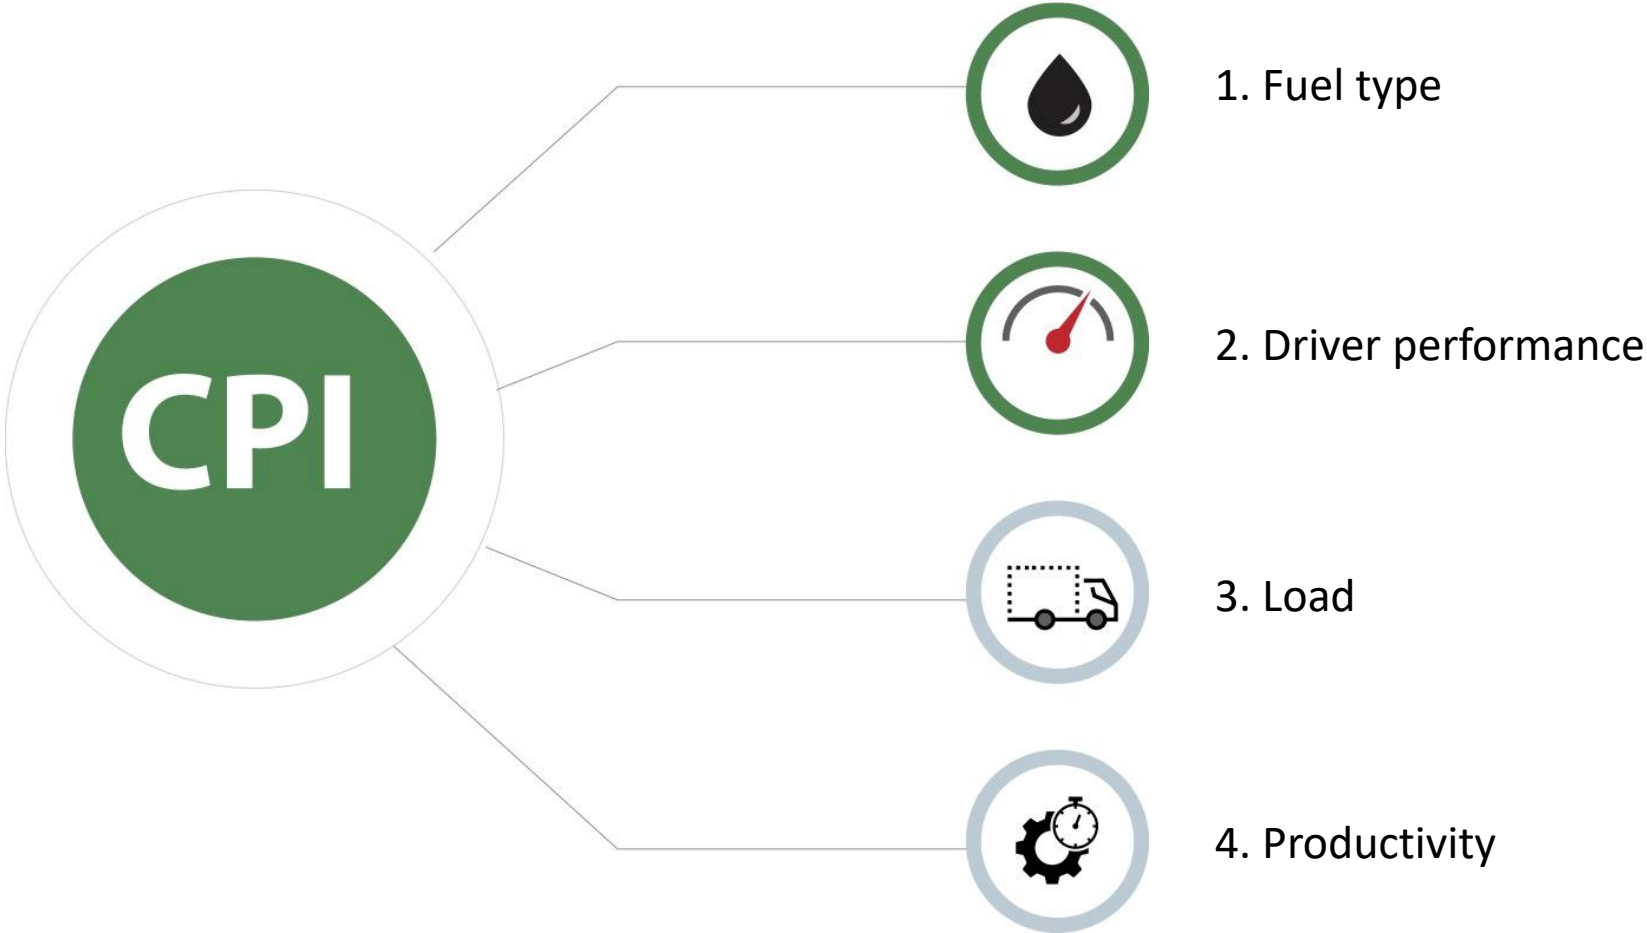 CPI
1. Fuel type
2. Driver performance
3. Load
4. Productivity